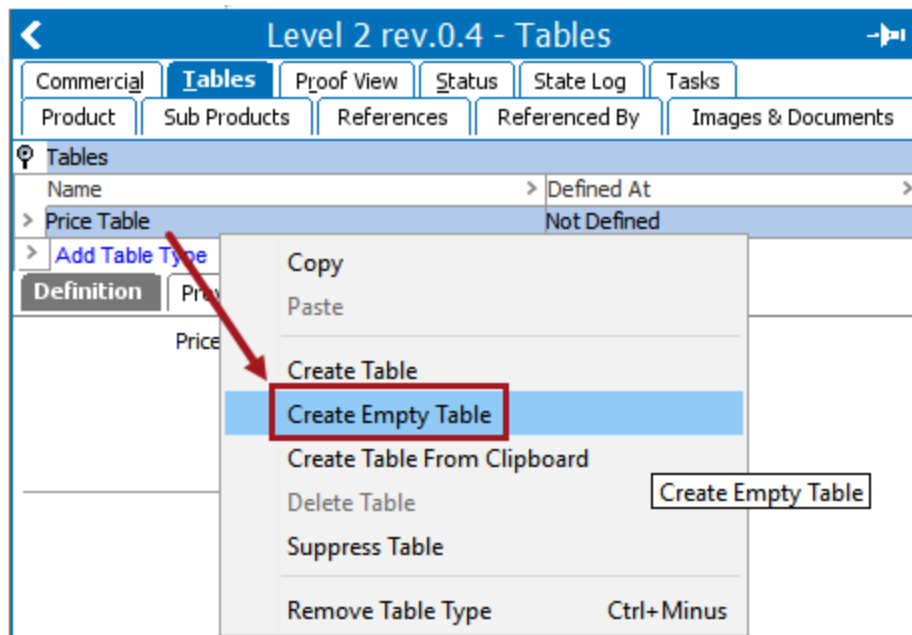 Level 2 rev.0.4 - Tables
Commercial Tables Proof View Status State Log Tasks
Product Sub Products References Referenced By Images & Documents
Tables
Name > Defined At >
> Price Table Not Defined
> Add Table Type
Definition
Price
Copy
Paste
Create Table
Create Empty Table
Create Table From Clipboard
Create Empty Table
Delete Table
Suppress Table
Remove Table Type Ctrl+Minus